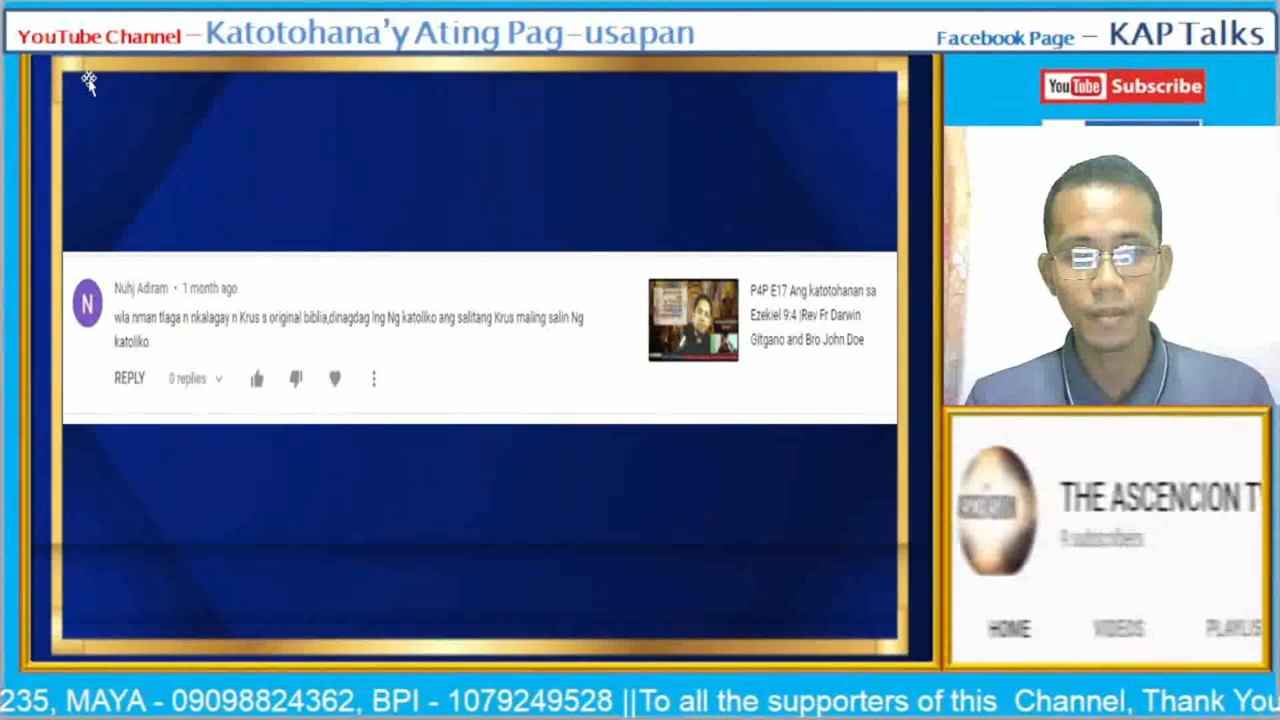 YouTube Channel – Katotohana'y Ating Pag-usapan
Facebook Page – KAP Talks
YouTube Subscribe
N
Nuhj Adiram • 1 month ago
wla nman tlaga n nkalagay n Krus s original biblia,dinagdag lng Ng katoliko ang salitang Krus maling salin Ng
katoliko
REPLY 0 replies
P4P E17 Ang katotohanan sa
Ezekiel 9:4 |Rev Fr Darwin
GItgano and Bro John Doe
THE ASCENCION T
subscribers
HOME VIDEOS PLAYLIS
235, MAYA - 09098824362, BPI - 1079249528 ||To all the supporters of this Channel, Thank You